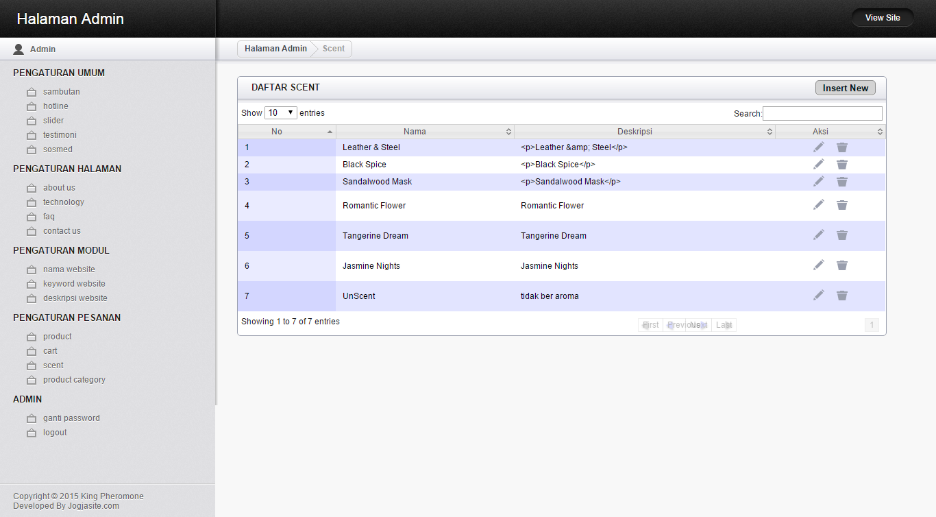 Halaman Admin
View Site
Admin
Halaman Admin Scent
PENGATURAN UMUM
sambutan
hotline
slider
testimoni
sosmed
PENGATURAN HALAMAN
about us
technology
faq
contact us
PENGATURAN MODUL
nama website
keyword website
deskripsi website
PENGATURAN PESANAN
product
cart
scent
product category
ADMIN
ganti password
logout
Copyright © 2015 King Pheromone
Developed By Jogjasite.com
DAFTAR SCENT
Insert New
Show 10 entries
Search:
No Nama Deskripsi Aksi
1 Leather & Steel <p>Leather &amp; Steel</p>
2 Black Spice <p>Black Spice</p>
3 Sandalwood Mask <p>Sandalwood Mask</p>
4 Romantic Flower Romantic Flower
5 Tangerine Dream Tangerine Dream
6 Jasmine Nights Jasmine Nights
7 UnScent tidak ber aroma
Showing 1 to 7 of 7 entries
First Previous Next Last 1